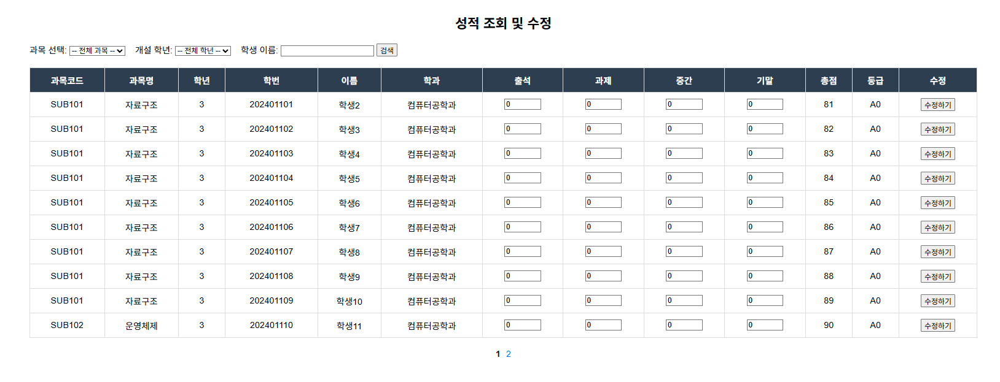 성적 조회 및 수정
과목 선택: -- 전체 과목 -- 개설 학년: -- 전체 학년 -- 학생 이름: 검색
과목코드 과목명 학년 학번 이름 학과 출석 과제 중간 기말 총점 등급 수정
SUB101 자료구조 3 202401101 학생2 컴퓨터공학과 0 0 0 0 81 A0 수정하기
SUB101 자료구조 3 202401102 학생3 컴퓨터공학과 0 0 0 0 82 A0 수정하기
SUB101 자료구조 3 202401103 학생4 컴퓨터공학과 0 0 0 0 83 A0 수정하기
SUB101 자료구조 3 202401104 학생5 컴퓨터공학과 0 0 0 0 84 A0 수정하기
SUB101 자료구조 3 202401105 학생6 컴퓨터공학과 0 0 0 0 85 A0 수정하기
SUB101 자료구조 3 202401106 학생7 컴퓨터공학과 0 0 0 0 86 A0 수정하기
SUB101 자료구조 3 202401107 학생8 컴퓨터공학과 0 0 0 0 87 A0 수정하기
SUB101 자료구조 3 202401108 학생9 컴퓨터공학과 0 0 0 0 88 A0 수정하기
SUB101 자료구조 3 202401109 학생10 컴퓨터공학과 0 0 0 0 89 A0 수정하기
SUB102 운영체제 3 202401110 학생11 컴퓨터공학과 0 0 0 0 90 A0 수정하기
1 2